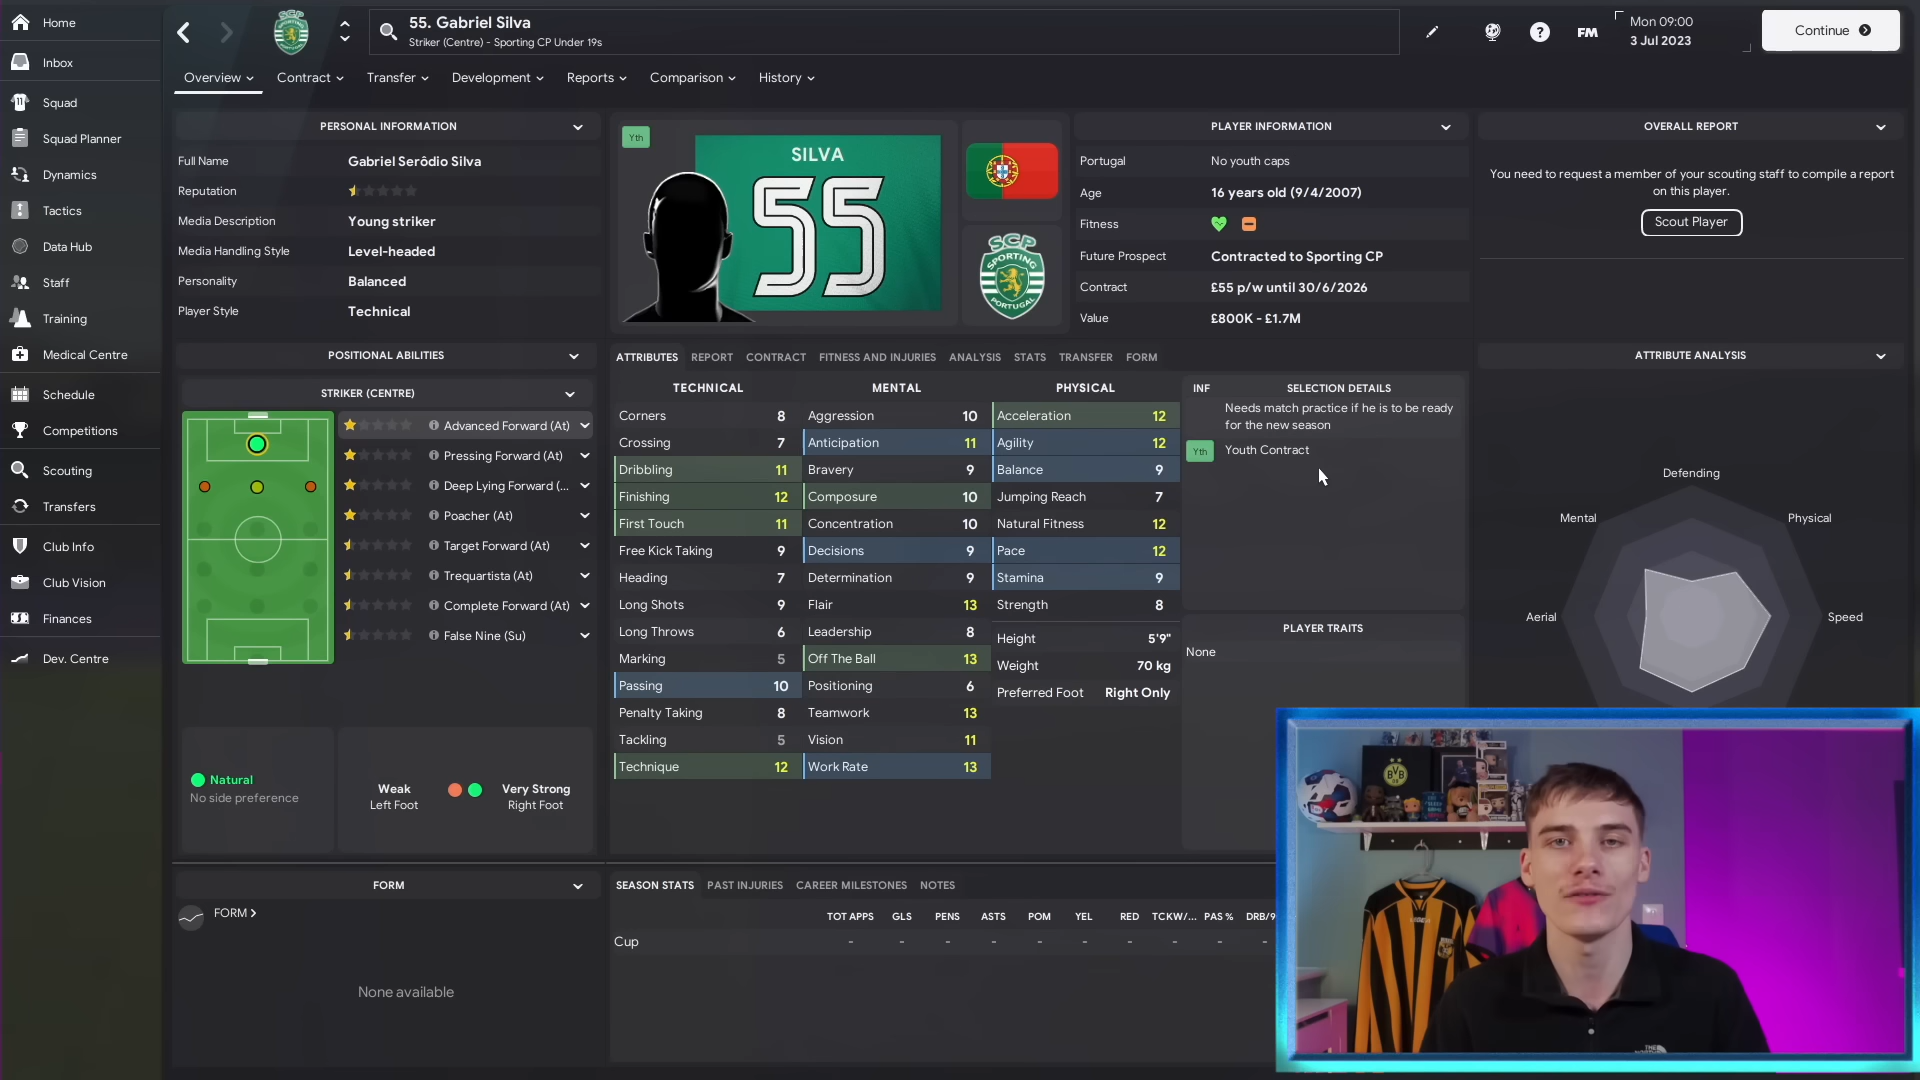 Home
Inbox
Squad
Squad Planner
Dynamics
Tactics
Data Hub
Staff
Training
Medical Centre
Schedule
Competitions
Scouting
Transfers
Club Info
Club Vision
Finances
Dev. Centre
55. Gabriel Silva
Striker (Centre) - Sporting CP Under 19s
FM
Mon 09:00
3 Jul 2023
Continue
Overview
Contract
Transfer
Development
Reports
Comparison
History
PERSONAL INFORMATION
Full Name Gabriel Serôdio Silva
Reputation
Media Description Young striker
Media Handling Style Level-headed
Personality Balanced
Player Style Technical
Yth
SILVA
55
SCP
SPORTING
PORTUGAL
PLAYER INFORMATION
Portugal No youth caps
Age 16 years old (9/4/2007)
Fitness
Future Prospect Contracted to Sporting CP
Contract £55 p/w until 30/6/2026
Value £800K - £1.7M
OVERALL REPORT
You need to request a member of your scouting staff to compile a report
on this player.
Scout Player
POSITIONAL ABILITIES
STRIKER (CENTRE)
Advanced Forward (At)
Pressing Forward (At)
Deep Lying Forward (...
Poacher (At)
Target Forward (At)
Trequartista (At)
Complete Forward (At)
False Nine (Su)
Natural
No side preference
Weak
Left Foot
Very Strong
Right Foot
ATTRIBUTES REPORT CONTRACT FITNESS AND INJURIES ANALYSIS STATS TRANSFER FORM
TECHNICAL
Corners 8
Crossing 7
Dribbling 11
Finishing 12
First Touch 11
Free Kick Taking 9
Heading 7
Long Shots 9
Long Throws 6
Marking 5
Passing 10
Penalty Taking 8
Tackling 5
Technique 12
MENTAL
Aggression 10
Anticipation 11
Bravery 9
Composure 10
Concentration 10
Decisions 9
Determination 9
Flair 13
Leadership 8
Off The Ball 13
Positioning 6
Teamwork 13
Vision 11
Work Rate 13
PHYSICAL
Acceleration 12
Agility 12
Balance 9
Jumping Reach 7
Natural Fitness 12
Pace 12
Stamina 9
Strength 8
Height 5'9"
Weight 70 kg
Preferred Foot Right Only
INF SELECTION DETAILS
Needs match practice if he is to be ready
for the new season
Yth Youth Contract
PLAYER TRAITS
None
ATTRIBUTE ANALYSIS
Defending
Mental
Physical
Aerial
Speed
FORM
FORM
None available
SEASON STATS PAST INJURIES CAREER MILESTONES NOTES
TOT APPS GLS PENS ASTS POM YEL RED TCKW/... PAS % DRB/9
Cup - - - - - - - - - -
BVB
09
THE